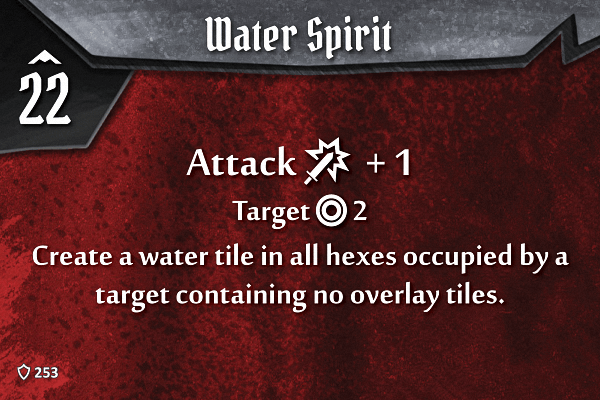 Water Spirit
22
Attack + 1
Target 2
Create a water tile in all hexes occupied by a
target containing no overlay tiles.
253